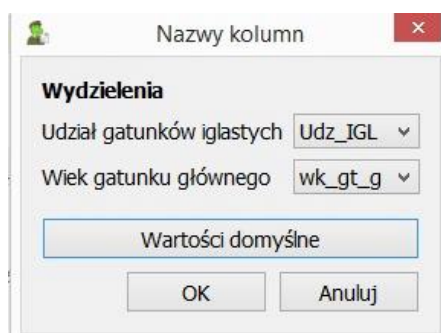 Nazwy kolumn
Wydzielenia
Udział gatunków iglastych Udz_IGL
Wiek gatunku głównego wk_gt_g
Wartości domyślne
OK Anuluj